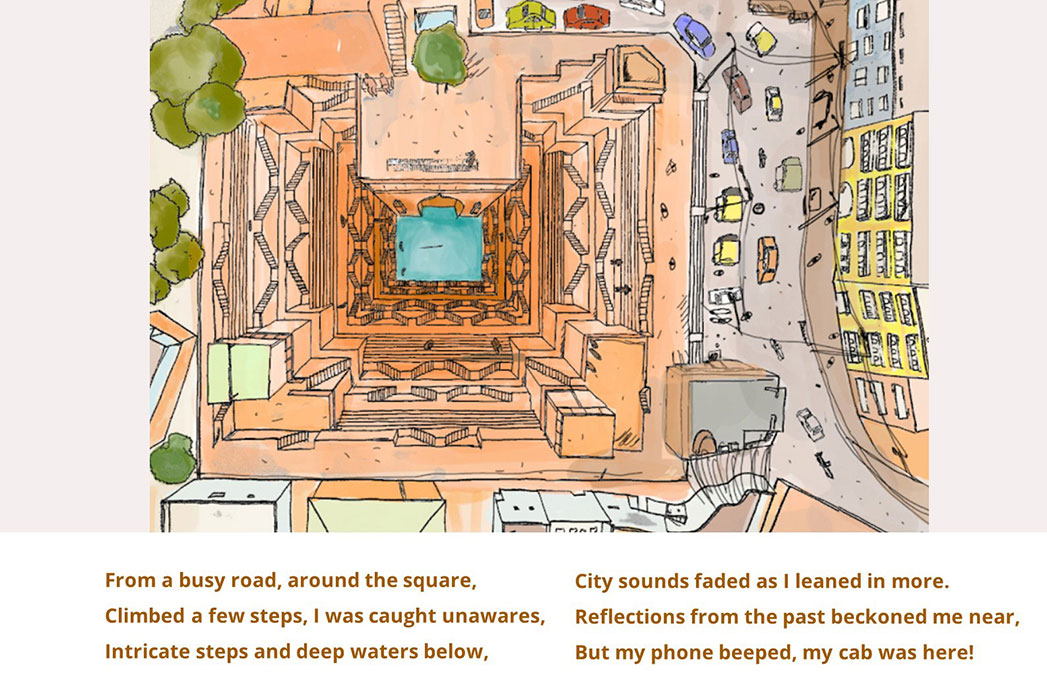 From a busy road, around the square,
Climbed a few steps, I was caught unawares,
Intricate steps and deep waters below,
City sounds faded as I leaned in more.
Reflections from the past beckoned me near,
But my phone beeped, my cab was here!